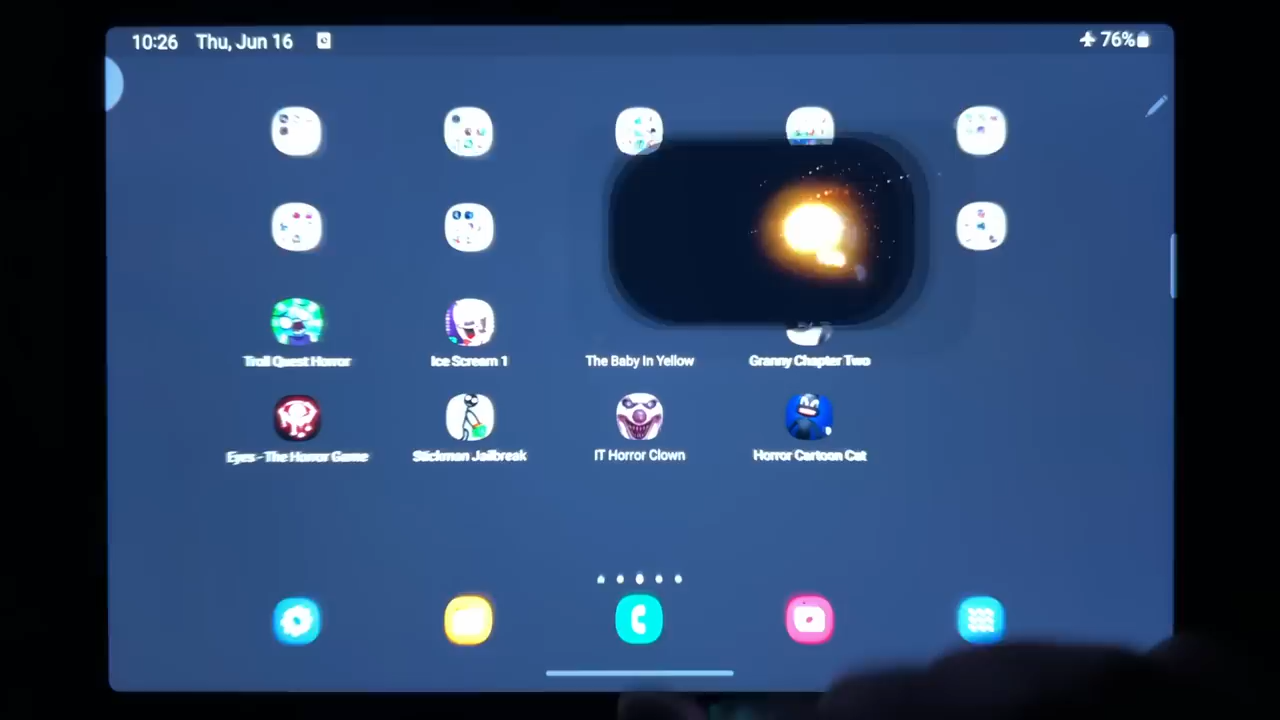 10:26 Thu, Jun 16 76%
Troll Quest Horror Ice Scream 1 The Baby In Yellow Granny Chapter Two
Eyes - The Horror Game Stickman Jailbreak IT Horror Clown Horror Cartoon Cat